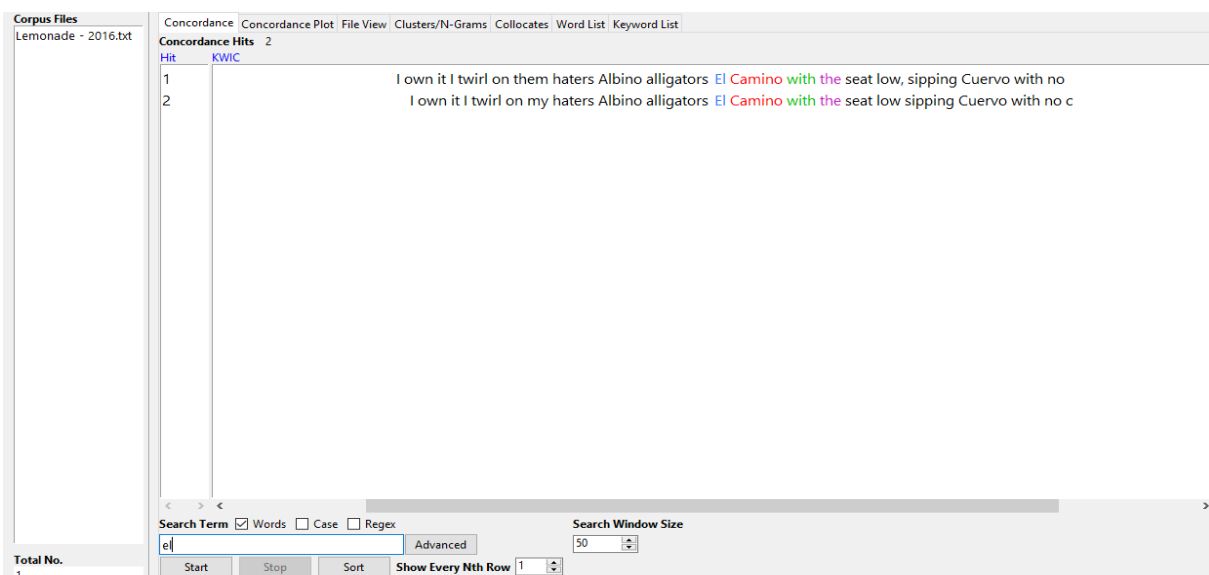 Corpus Files
Lemonade - 2016.txt
Concordance Concordance Plot File View Clusters/N-Grams Collocates Word List Keyword List
Concordance Hits 2
Hit KWIC
1 I own it I twirl on them haters Albino alligators El Camino with the seat low, sipping Cuervo with no
2 I own it I twirl on my haters Albino alligators El Camino with the seat low sipping Cuervo with no c
Search Term Words Case Regex Search Window Size
el Advanced 50
Total No.
1
Start Stop Sort Show Every Nth Row 1